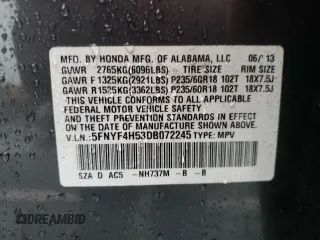 MFD. BY HONDA MFG. OF ALABAMA, LLC 06/'13
GVWR 2765KG(6096LBS) TIRE SIZE RIM SIZE
GAWR F 1325KG(2921LBS) P235/60R18 102T 18X7.5J
GAWR R 1525KG(3362LBS) P235/60R18 102T 18X7.5J
THIS VEHICLE CONFORMS TO ALL APPLICABLE
FEDERAL MOTOR VEHICLE SAFETY
STANDARDS IN EFFECT ON THE DATE OF
MANUFACTURE SHOWN ABOVE.
V.I.N.:5FNYF4H53DB072245 TYPE: MPV
SZA D AC5 -NH737M -B -B
© DREAMBID